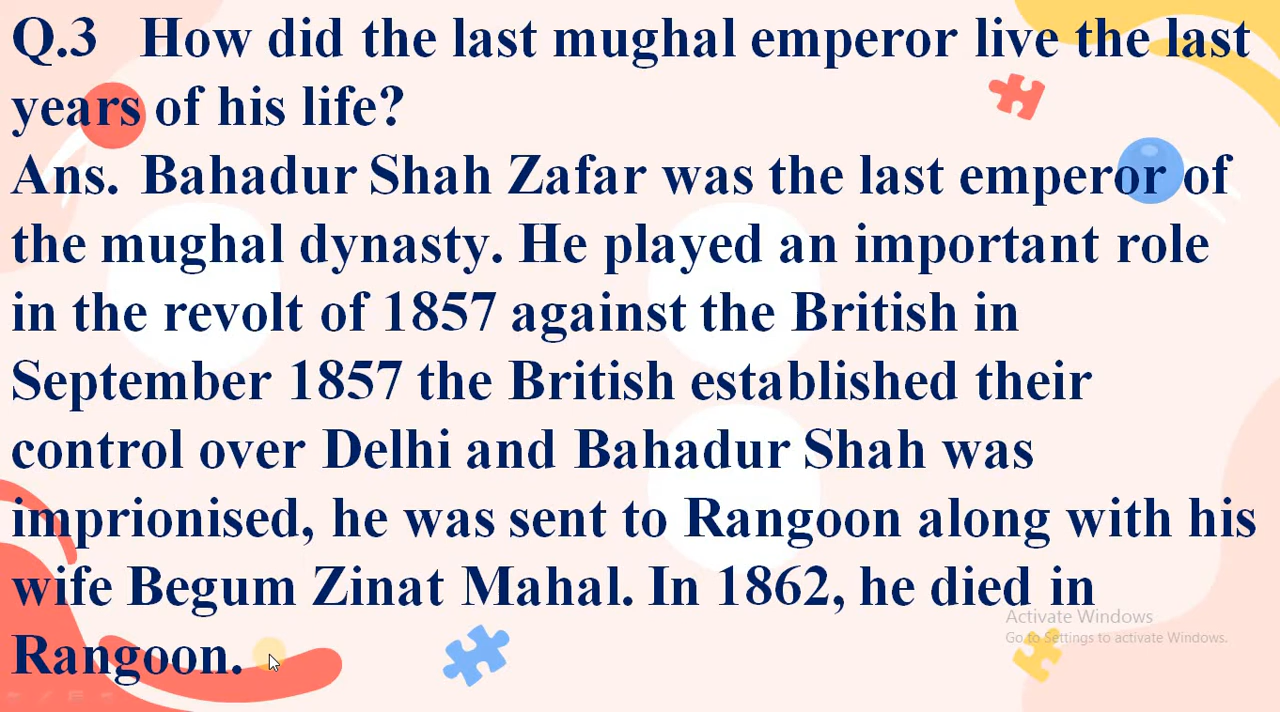 Q.3 How did the last mughal emperor live the last
years of his life?
Ans. Bahadur Shah Zafar was the last emperor of
the mughal dynasty. He played an important role
in the revolt of 1857 against the British in
September 1857 the British established their
control over Delhi and Bahadur Shah was
imprionised, he was sent to Rangoon along with his
wife Begum Zinat Mahal. In 1862, he died in
Rangoon.
Activate Windows
Go to Settings to activate Windows.